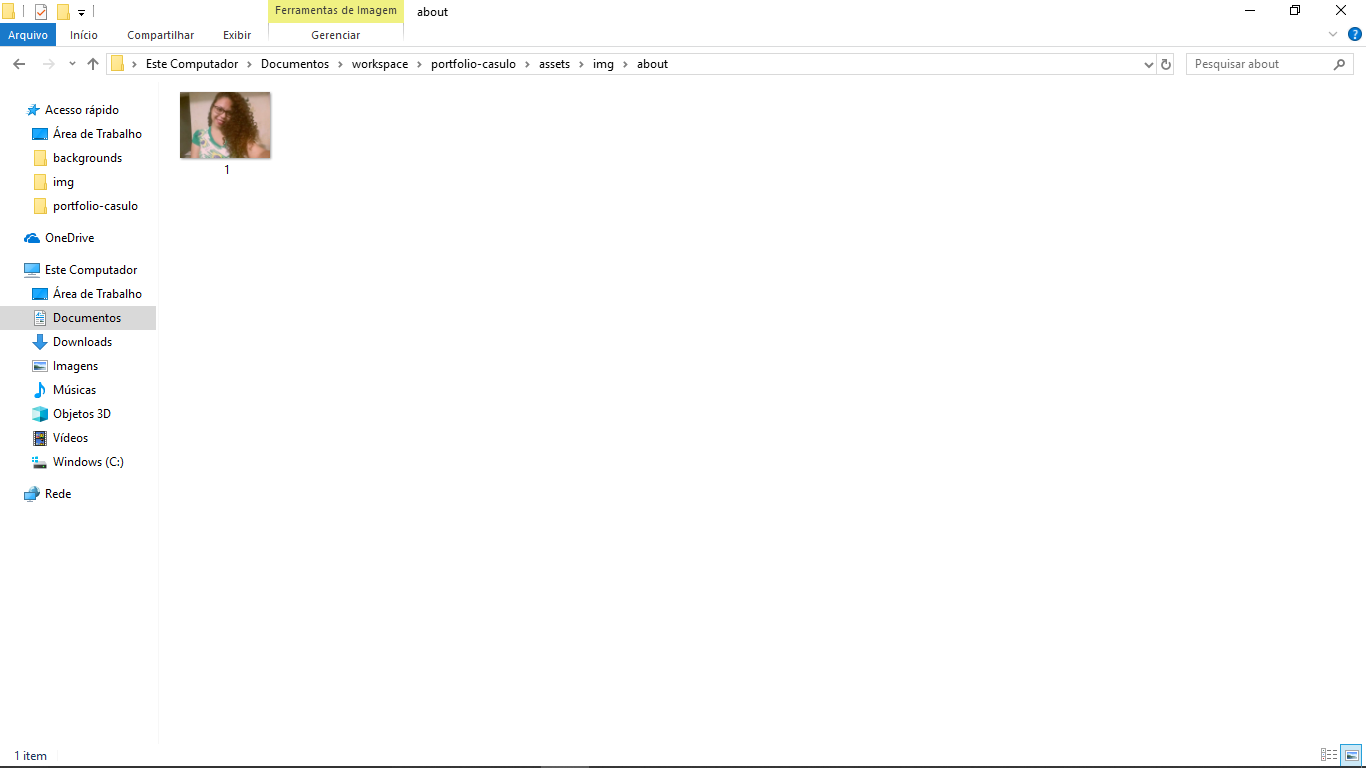 Ferramentas de Imagem
about
Arquivo
Início
Compartilhar
Exibir
Gerenciar
Este Computador
Documentos
workspace
portfolio-casulo
assets
img
about
Pesquisar about
Acesso rápido
Área de Trabalho
backgrounds
img
portfolio-casulo
OneDrive
Este Computador
Área de Trabalho
Documentos
Downloads
Imagens
Músicas
Objetos 3D
Vídeos
Windows (C:)
Rede
1
1 item